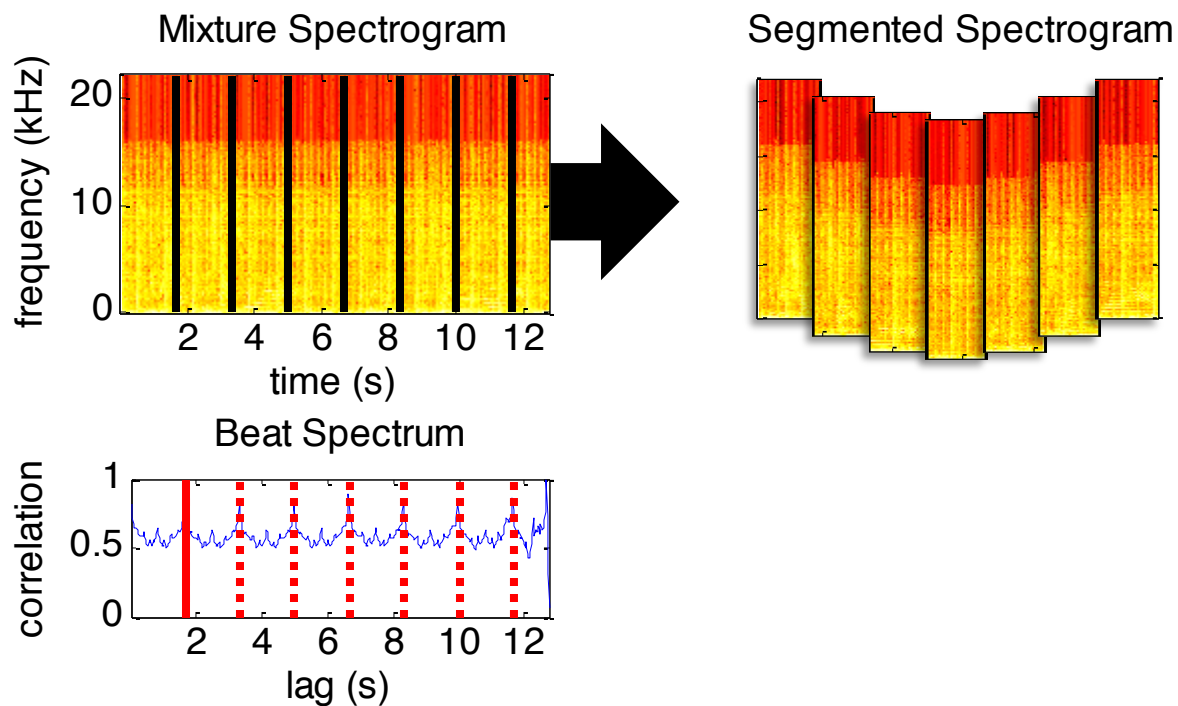 Mixture Spectrogram
Segmented Spectrogram
frequency (kHz)
20
10
0
2 4 6 8 10 12
time (s)
Beat Spectrum
correlation
1
0.5
0
2 4 6 8 10 12
lag (s)